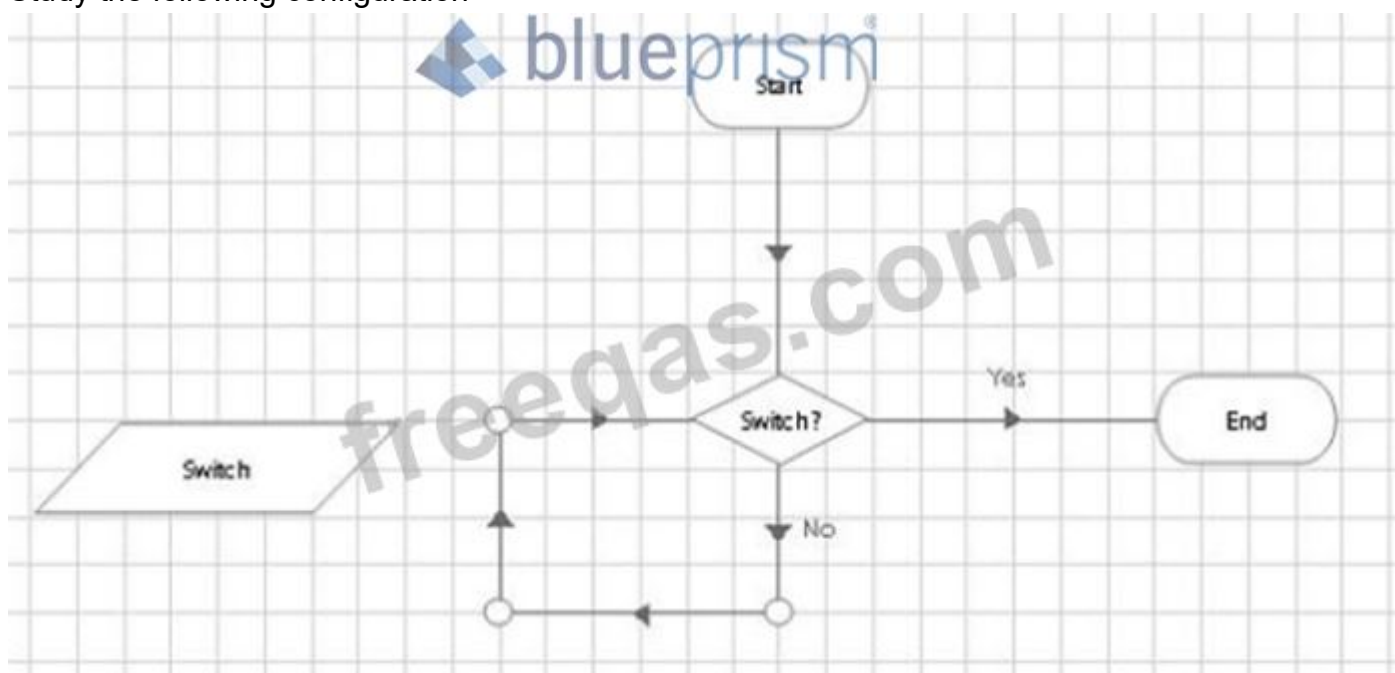 Study the following configuration
blueprism®
Start
freeqas.com
Yes
Switch?
End
Switch
No